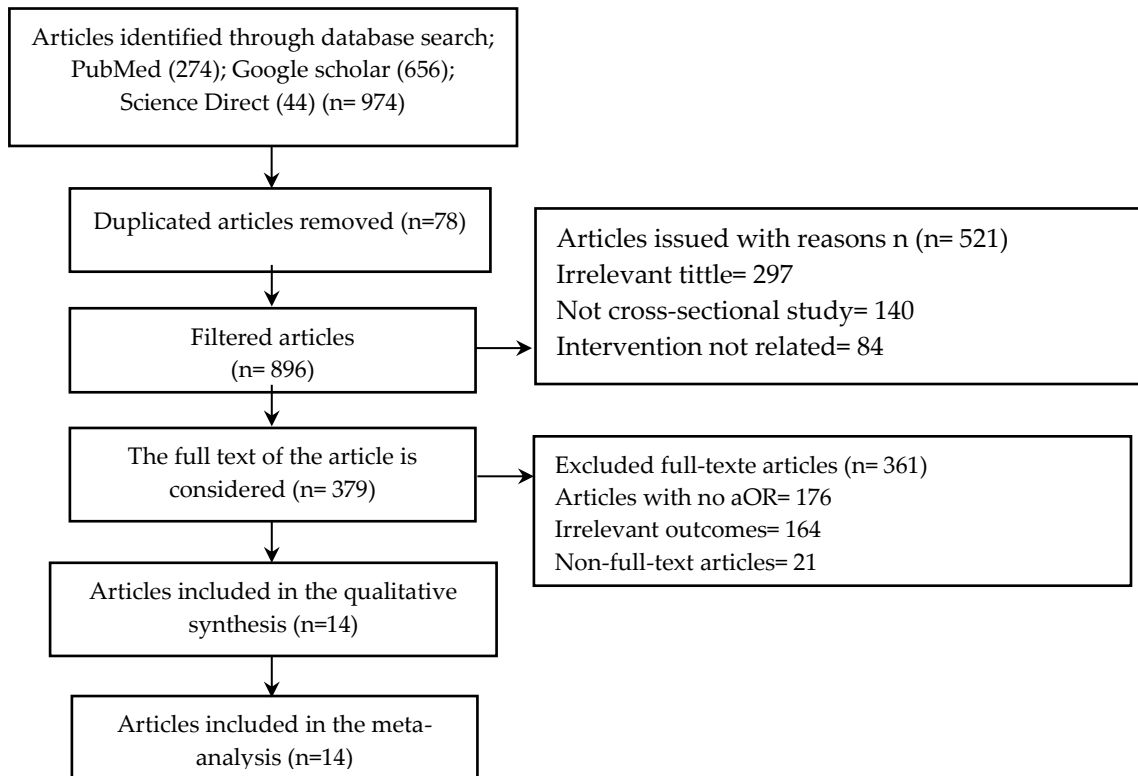 Articles identified through database search;
PubMed (274); Google scholar (656);
Science Direct (44) (n= 974)
Duplicated articles removed (n=78)
Articles issued with reasons n (n= 521)
Irrelevant tittle= 297
Not cross-sectional study= 140
Intervention not related= 84
Filtered articles
(n= 896)
The full text of the article is
considered (n= 379)
Excluded full-texte articles (n= 361)
Articles with no aOR= 176
Irrelevant outcomes= 164
Non-full-text articles= 21
Articles included in the qualitative
synthesis (n=14)
Articles included in the meta-
analysis (n=14)